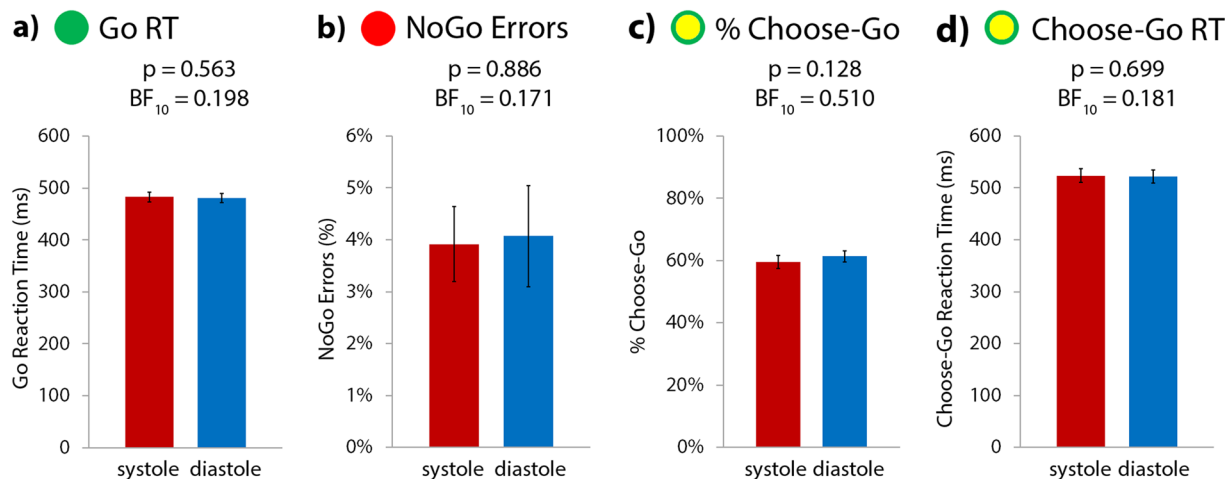 a) Go RT
p = 0.563
BF10 = 0.198
600
500
400
300
200
100
0
Go Reaction Time (ms)
systole diastole
b) NoGo Errors
p = 0.886
BF10 = 0.171
6%
5%
4%
3%
2%
1%
0%
NoGo Errors (%)
systole diastole
c) % Choose-Go
p = 0.128
BF10 = 0.510
100%
80%
60%
40%
20%
0%
% Choose-Go
systole diastole
d) Choose-Go RT
p = 0.699
BF10 = 0.181
600
500
400
300
200
100
0
Choose-Go Reaction Time (ms)
systole diastole